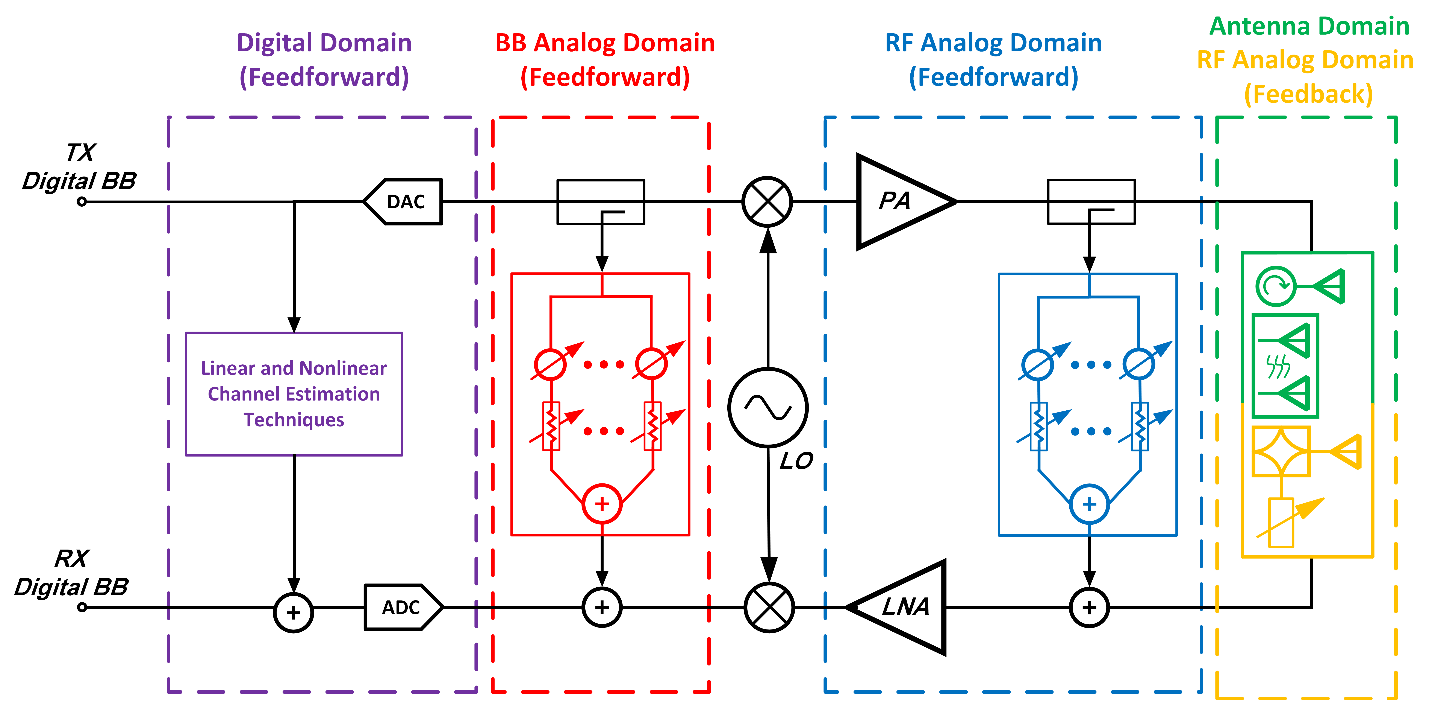 Digital Domain
(Feedforward)
BB Analog Domain
(Feedforward)
RF Analog Domain
(Feedforward)
Antenna Domain
RF Analog Domain
(Feedback)
TX
Digital BB
DAC
PA
Linear and Nonlinear
Channel Estimation
Techniques
LO
RX
Digital BB
ADC
LNA